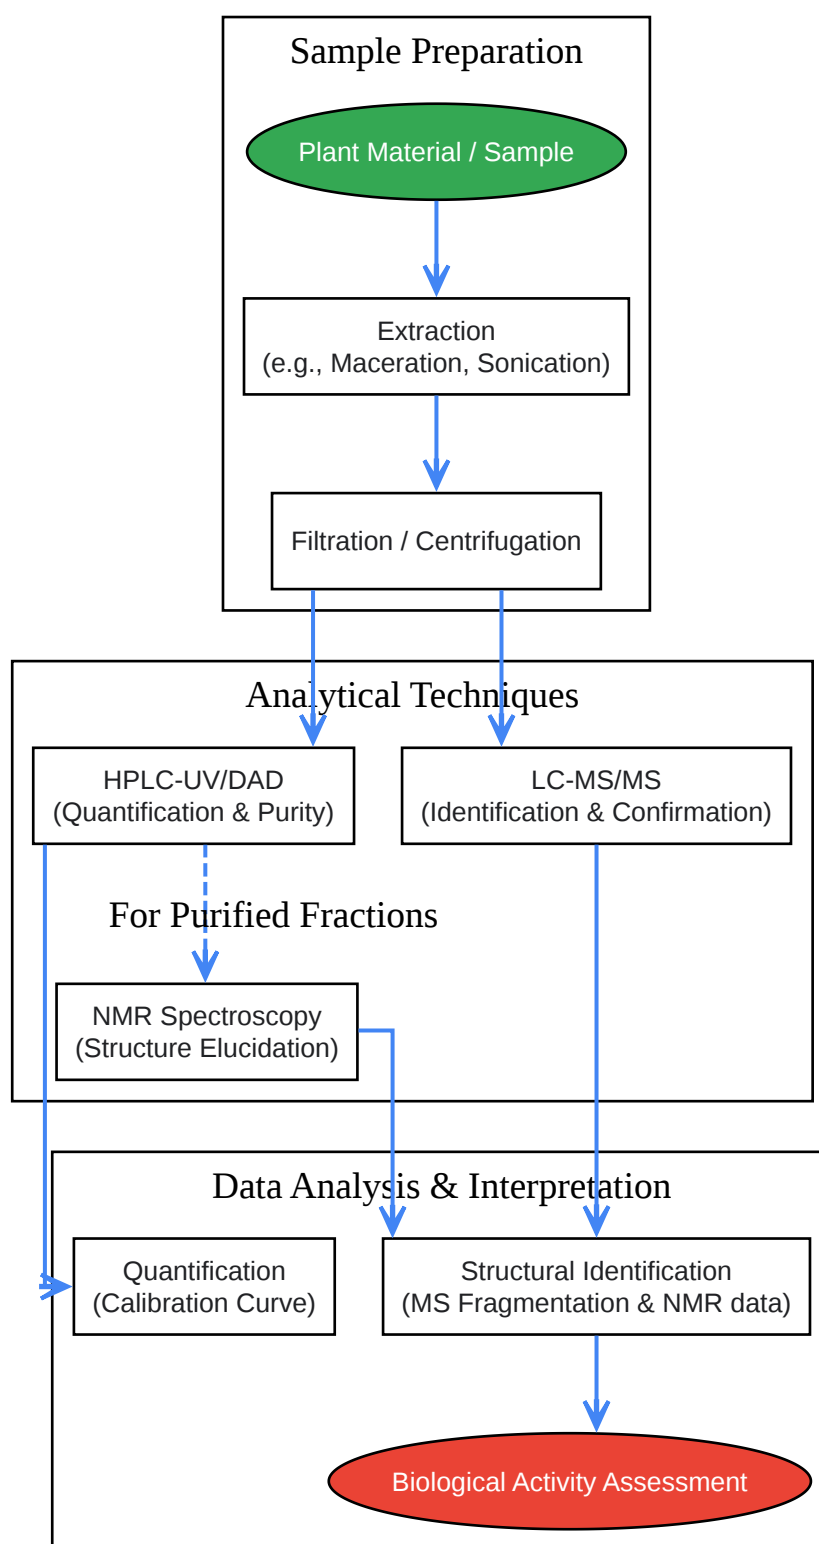 Sample Preparation
Plant Material / Sample
Extraction
(e.g., Maceration, Sonication)
Filtration / Centrifugation
Analytical Techniques
HPLC-UV/DAD
(Quantification & Purity)
LC-MS/MS
(Identification & Confirmation)
For Purified Fractions
NMR Spectroscopy
(Structure Elucidation)
Data Analysis & Interpretation
Quantification
(Calibration Curve)
Structural Identification
(MS Fragmentation & NMR data)
Biological Activity Assessment